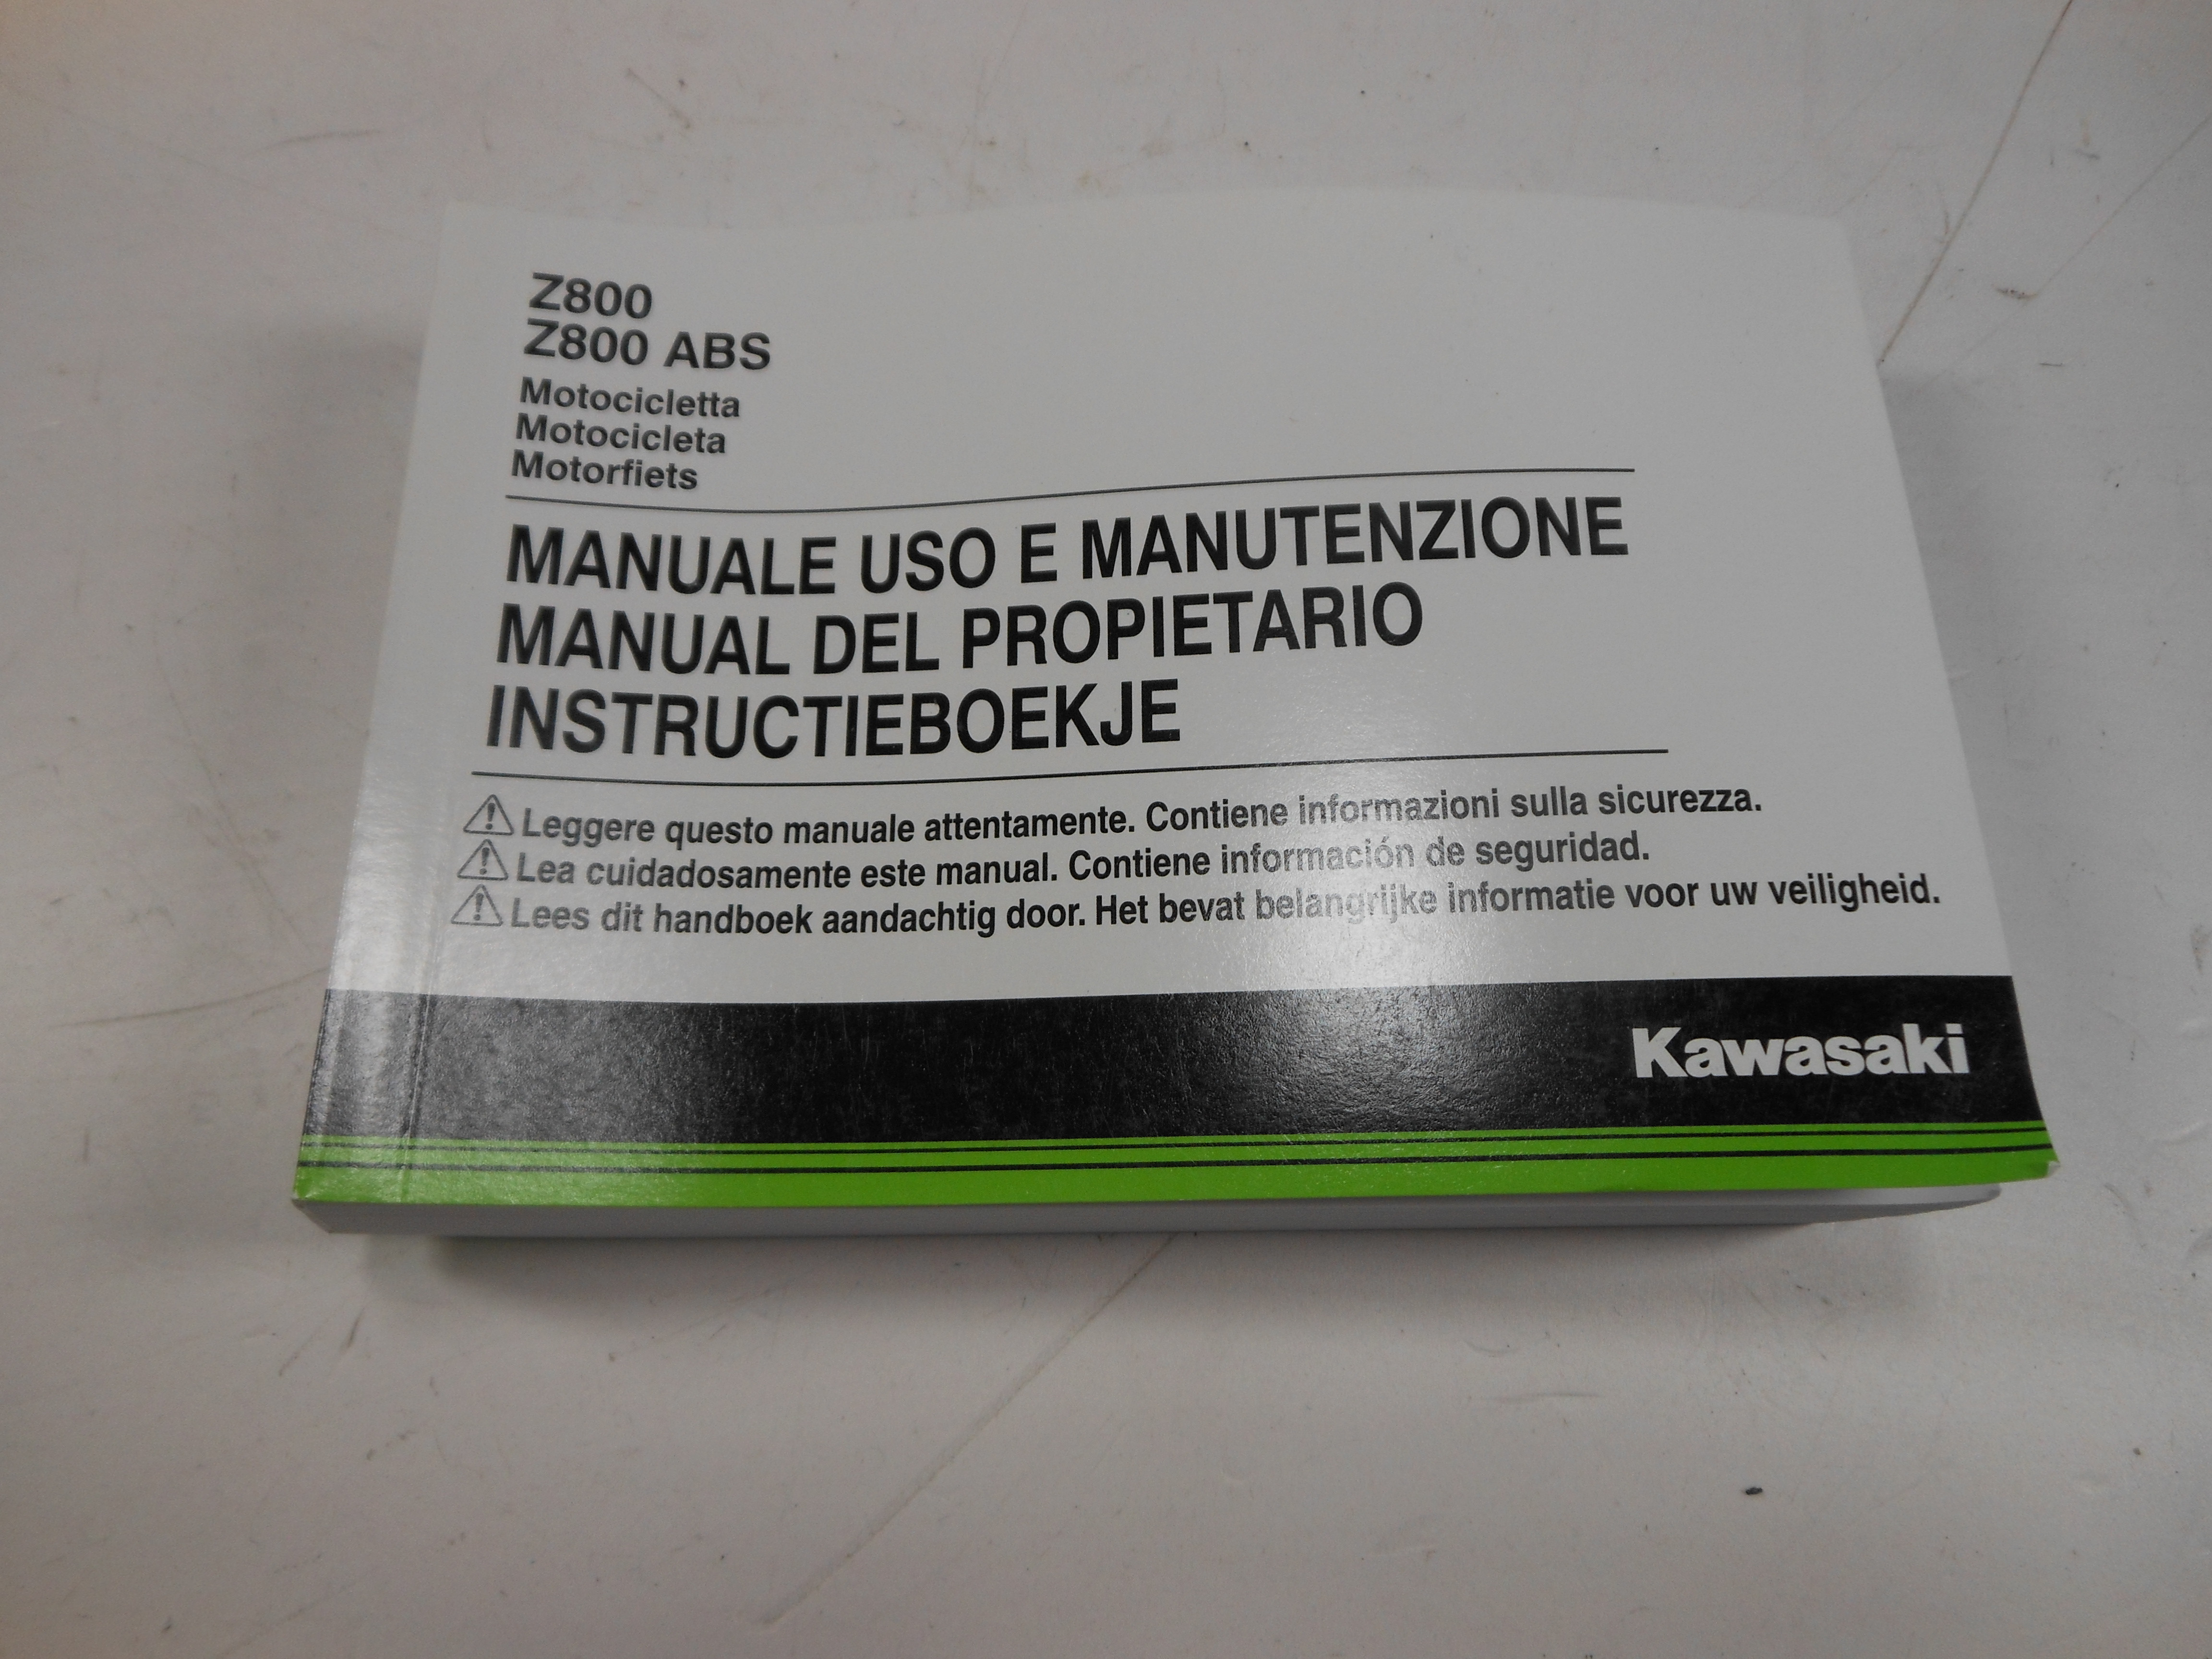 Z800
Z800 ABS
Motocicletta
Motocicleta
Motorfiets
MANUALE USO E MANUTENZIONE
MANUAL DEL PROPIETARIO
INSTRUCTIEBOEKJE
Leggere questo manuale attentamente. Contiene informazioni sulla sicurezza.
Lea cuidadosamente este manual. Contiene información de seguridad.
Lees dit handboek aandachtig door. Het bevat belangrijke informatie voor uw veiligheid.
Kawasaki